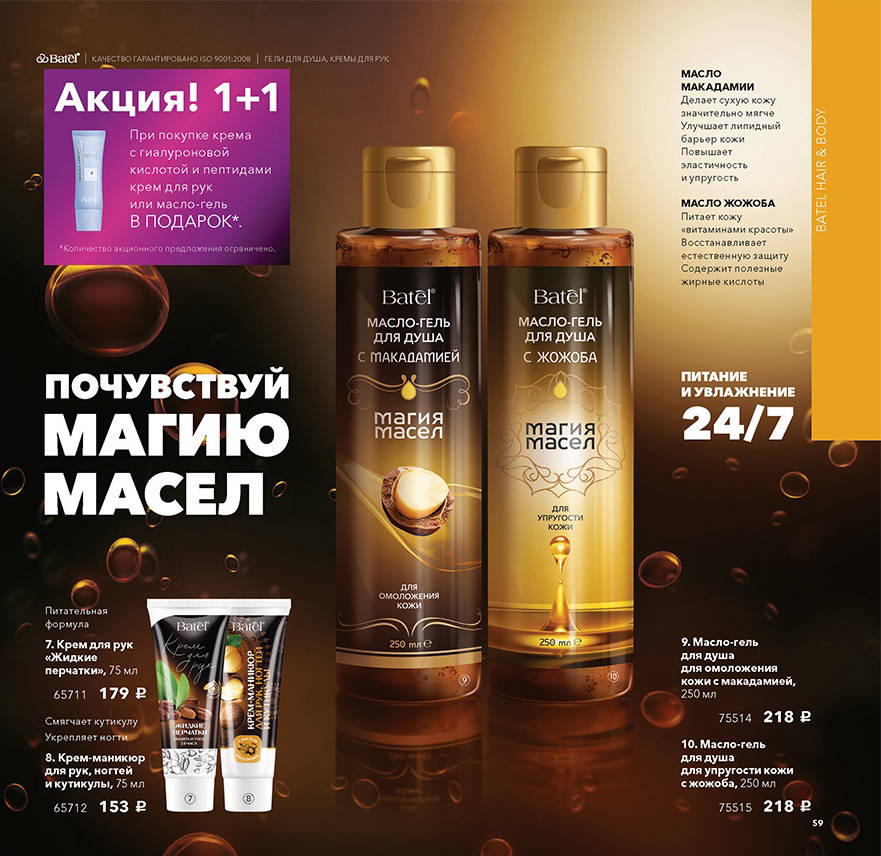 Batel® | КАЧЕСТВО ГАРАНТИРОВАНО ISO 9001:2008 | ГЕЛИ ДЛЯ ДУША, КРЕМЫ ДЛЯ РУК
Акция! 1+1
При покупке крема
с гиалуроновой
кислотой и пептидами
крем для рук
или масло-гель
В ПОДАРОК*.
*Количество акционного предложения ограничено.
Batel
МАСЛО
МАКАДАМИИ
Делает сухую кожу
значительно мягче
Улучшает липидный
барьер кожи
Повышает
эластичность
и упругость
МАСЛО ЖОЖОБА
Питает кожу
«витаминами красоты»
Восстанавливает
естественную защиту
Содержит полезные
жирные кислоты
BATEL HAIR & BODY
ПОЧУВСТВУЙ
МАГИЮ
МАСЕЛ
Batel®
МАСЛО-ГЕЛЬ
ДЛЯ ДУША
С МАКАДАМИЕЙ
магия
масел
ДЛЯ
ОМОЛОЖЕНИЯ
КОЖИ
250 мл e
9
Batel®
МАСЛО-ГЕЛЬ
ДЛЯ ДУША
С ЖОЖОБА
магия
масел
ДЛЯ
УПРУГОСТИ
КОЖИ
250 мл e
10
ПИТАНИЕ
И УВЛАЖНЕНИЕ
24/7
Питательная
формула
7. Крем для рук
«Жидкие
перчатки», 75 мл
65711 179 ₽
Смягчает кутикулу
Укрепляет ногти
8. Крем-маникюр
для рук, ногтей
и кутикулы, 75 мл
65712 153 ₽
Batel
Крем
для
рук
ЖИДКИЕ
ПЕРЧАТКИ
7
Batel
КРЕМ-МАНИКЮР
ДЛЯ РУК, НОГТЕЙ
И КУТИКУЛЫ
8
9. Масло-гель
для душа
для омоложения
кожи с макадамией,
250 мл
75514 218 ₽
10. Масло-гель
для душа
для упругости кожи
с жожоба, 250 мл
75515 218 ₽
59